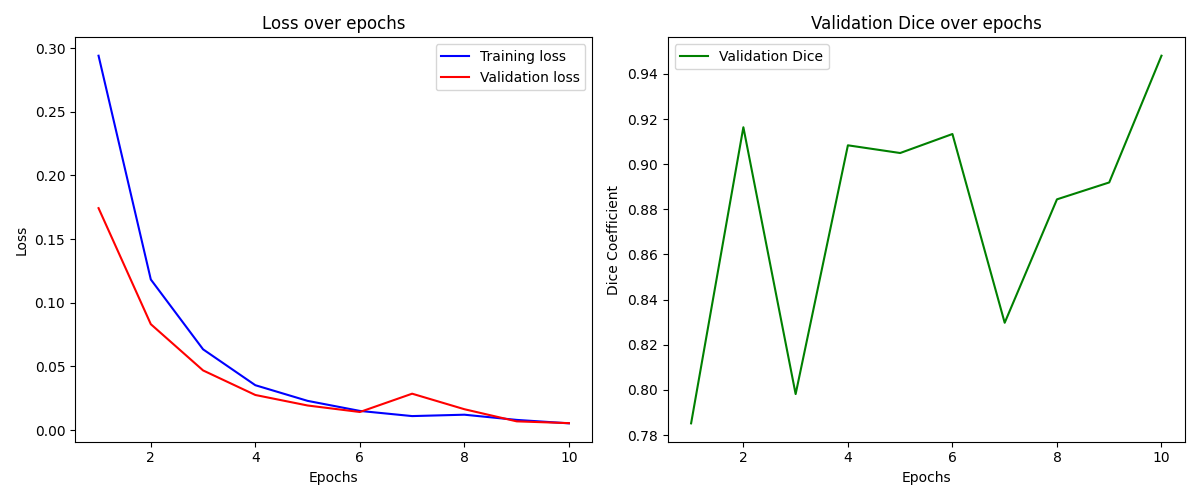 Loss over epochs
Training loss
Validation loss
0.30
0.25
0.20
0.15
0.10
0.05
0.00
Loss
2 4 6 8 10
Epochs
Validation Dice over epochs
Validation Dice
0.94
0.92
0.90
0.88
0.86
0.84
0.82
0.80
0.78
Dice Coefficient
2 4 6 8 10
Epochs